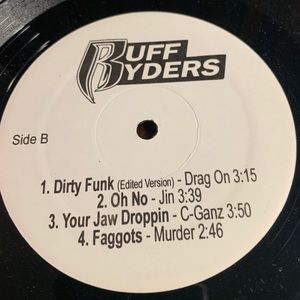 RUFF
RYDERS
Side B
1. Dirty Funk (Edited Version) - Drag On 3:15
2. Oh No - Jin 3:39
3. Your Jaw Droppin - C-Ganz 3:50
4. Faggots - Murder 2:46